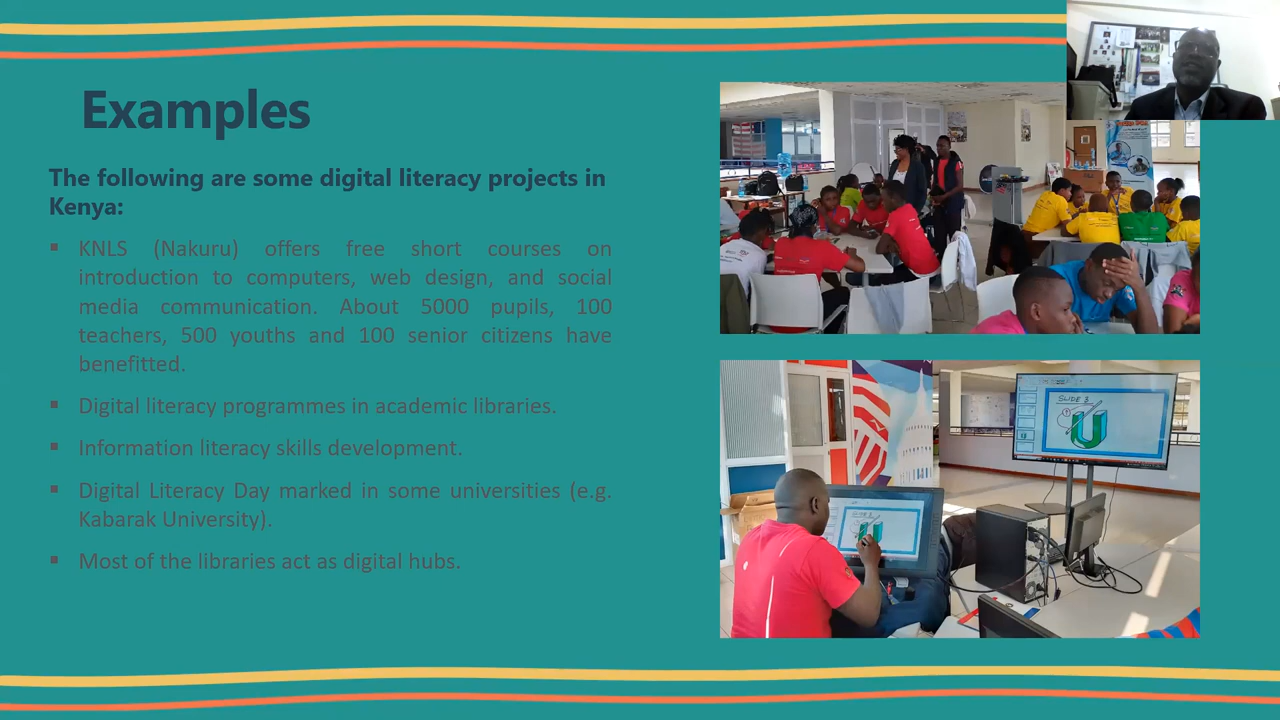 Examples
The following are some digital literacy projects in
Kenya:
▪ KNLS (Nakuru) offers free short courses on
introduction to computers, web design, and social
media communication. About 5000 pupils, 100
teachers, 500 youths and 100 senior citizens have
benefitted.
▪ Digital literacy programmes in academic libraries.
▪ Information literacy skills development.
▪ Digital Literacy Day marked in some universities (e.g.
Kabarak University).
▪ Most of the libraries act as digital hubs.
SLIDE 3
U